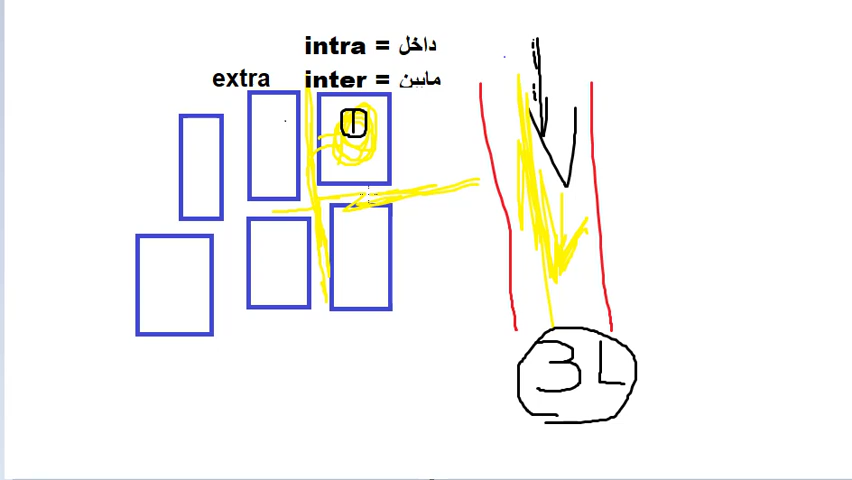 intra = داخل
extra inter = مابين
3L